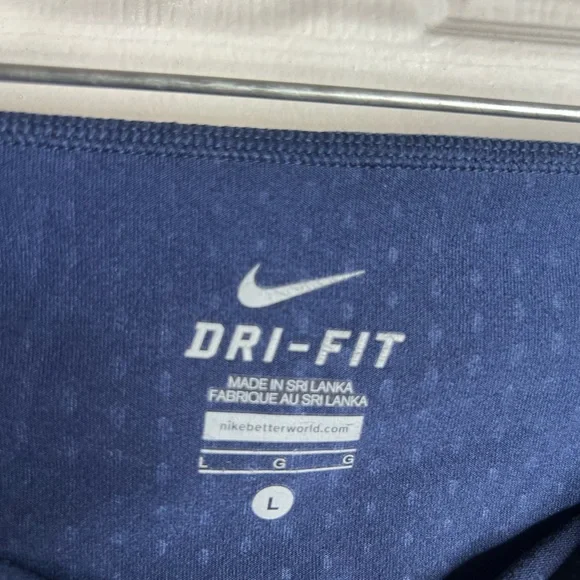 DRI-FIT
MADE IN SRI LANKA
FABRIQUE AU SRI LANKA
nikebetterworld.com
L G G
L